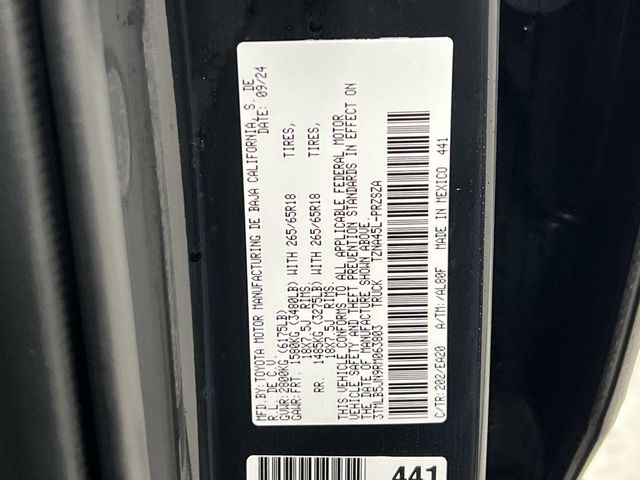 MFD.BY:TOYOTA MOTOR MANUFACTURING DE BAJA CALIFORNIA, S. DE
R.L. DE C.V. DATE: 09/24
GVWR:2800KG (6175LB)
GAWR:FRT. 1580KG (3480LB) WITH 265/65R18 TIRES,
18X7.5J RIMS.
RR. 1485KG (3275LB) WITH 265/65R18 TIRES,
18X7.5J RIMS.
THIS VEHICLE CONFORMS TO ALL APPLICABLE FEDERAL MOTOR
VEHICLE SAFETY AND THEFT PREVENTION STANDARDS IN EFFECT ON
THE DATE OF MANUFACTURE SHOWN ABOVE.
3TMLB5JN9RM063803 TRUCK TZNA45L-PRZSZA
C/TR:202/EA20 A/TM:/AL80F MADE IN MEXICO 441
441